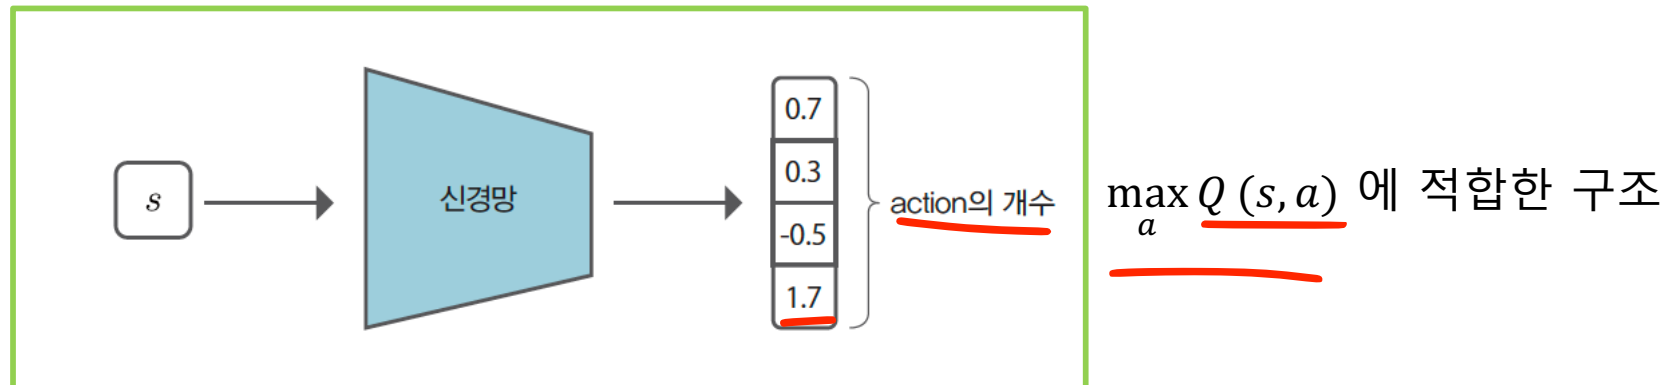 s
신경망
0.7
0.3
-0.5
1.7
action의 개수
max Q (s, a) 에 적합한 구조
a